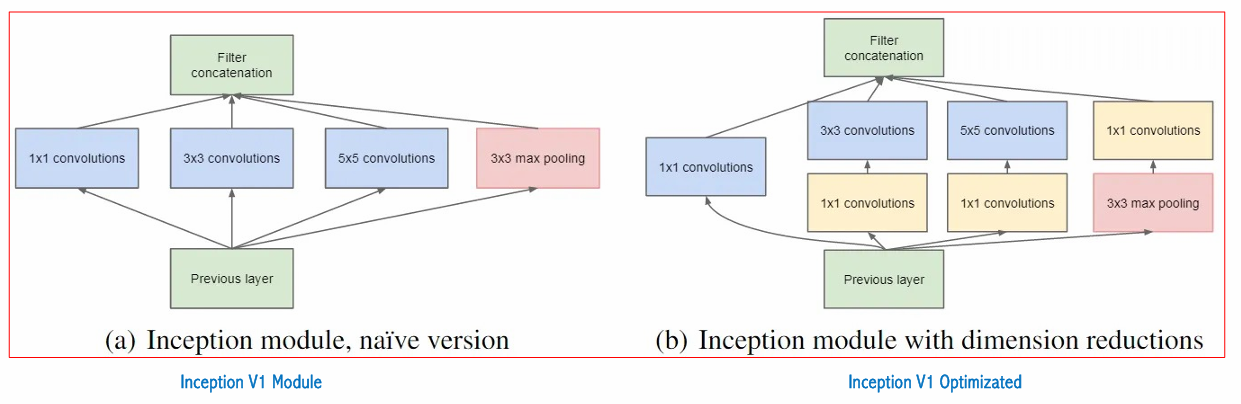 Filter
concatenation
1x1 convolutions
3x3 convolutions
5x5 convolutions
3x3 max pooling
Previous layer
(a) Inception module, naïve version
Inception V1 Module
Filter
concatenation
3x3 convolutions
5x5 convolutions
1x1 convolutions
1x1 convolutions
1x1 convolutions
1x1 convolutions
3x3 max pooling
Previous layer
(b) Inception module with dimension reductions
Inception V1 Optimizated